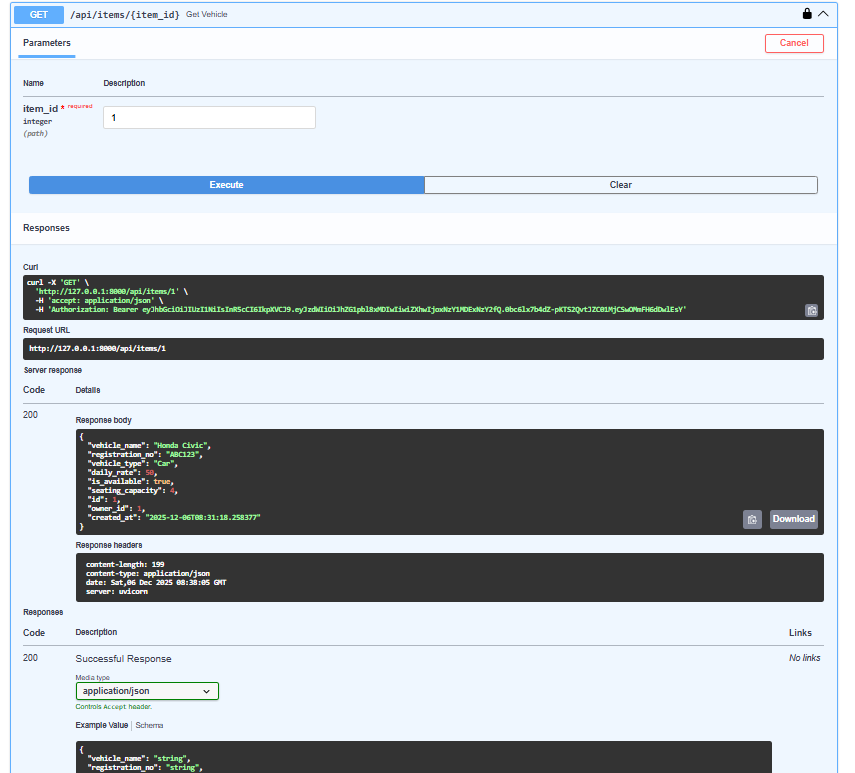 GET /api/items/{item_id} Get Vehicle
Parameters
Cancel
Name Description
item_id * required
integer
(path)
1
Execute Clear
Responses
Curl
curl -X 'GET' \
'http://127.0.0.1:8000/api/items/1' \
-H 'accept: application/json' \
-H 'Authorization: Bearer
Request URL
http://127.0.0.1:8000/api/items/1
Server response
Code Details
200
Response body
{
"vehicle_name": "Honda Civic",
"registration_no": "ABC123",
"vehicle_type": "Car",
"daily_rate": 50,
"is_available": true,
"seating_capacity": 4,
"id": 1,
"owner_id": 1,
"created_at": "2025-12-06T08:31:18.258377"
}
Download
Response headers
content-length: 199
content-type: application/json
date: Sat,06 Dec 2025 08:38:05 GMT
server: uvicorn
Responses
Code Description Links
200 Successful Response No links
Media type
application/json
Controls Accept header.
Example Value | Schema
{
"vehicle_name": "string",
"registration_no": "string",